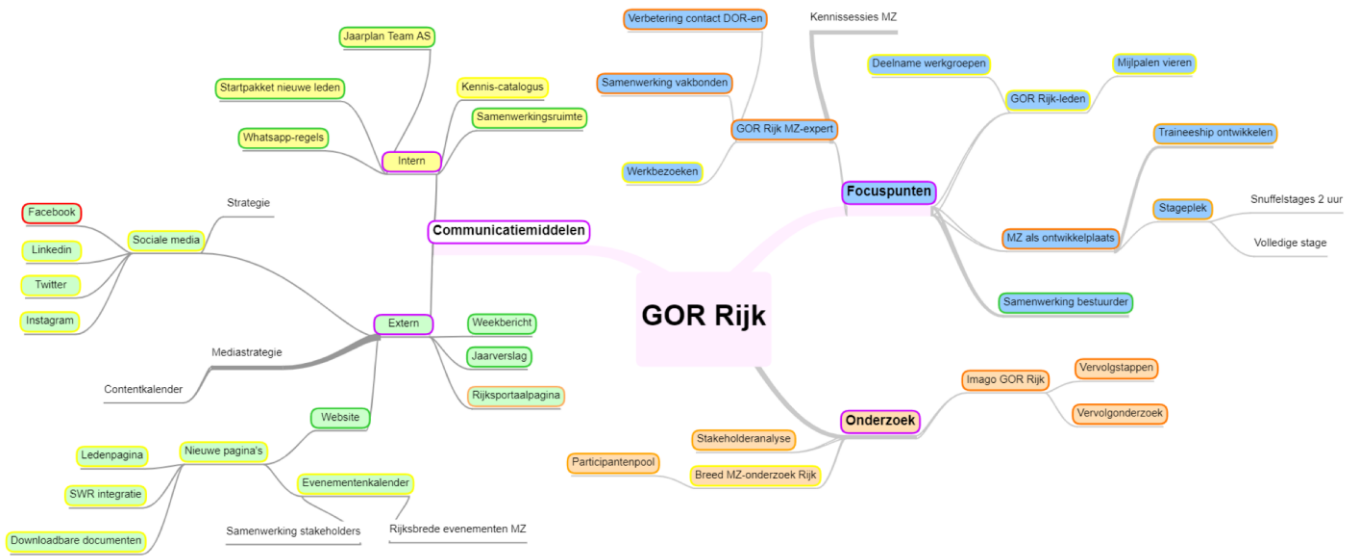 GOR Rijk
Communicatiemiddelen
Intern
Jaarplan Team AS
Startpakket nieuwe leden
Whatsapp-regels
Kennis-catalogus
Samenwerkingsruimte
Extern
Sociale media
Strategie
Facebook
Linkedin
Twitter
Instagram
Mediastrategie
Contentkalender
Website
Nieuwe pagina's
Ledenpagina
SWR integratie
Downloadbare documenten
Evenementenkalender
Samenwerking stakeholders
Rijksbrede evenementen MZ
Weekbericht
Jaarverslag
Rijksportaalpagina
Focuspunten
GOR Rijk MZ-expert
Verbetering contact DOR-en
Samenwerking vakbonden
Werkbezoeken
Kennissessies MZ
GOR Rijk-leden
Deelname werkgroepen
Mijlpalen vieren
MZ als ontwikkelplaats
Traineeship ontwikkelen
Stageplek
Snuffelstages 2 uur
Volledige stage
Samenwerking bestuurder
Onderzoek
Imago GOR Rijk
Vervolgstappen
Vervolgonderzoek
Stakeholderanalyse
Breed MZ-onderzoek Rijk
Participantenpool